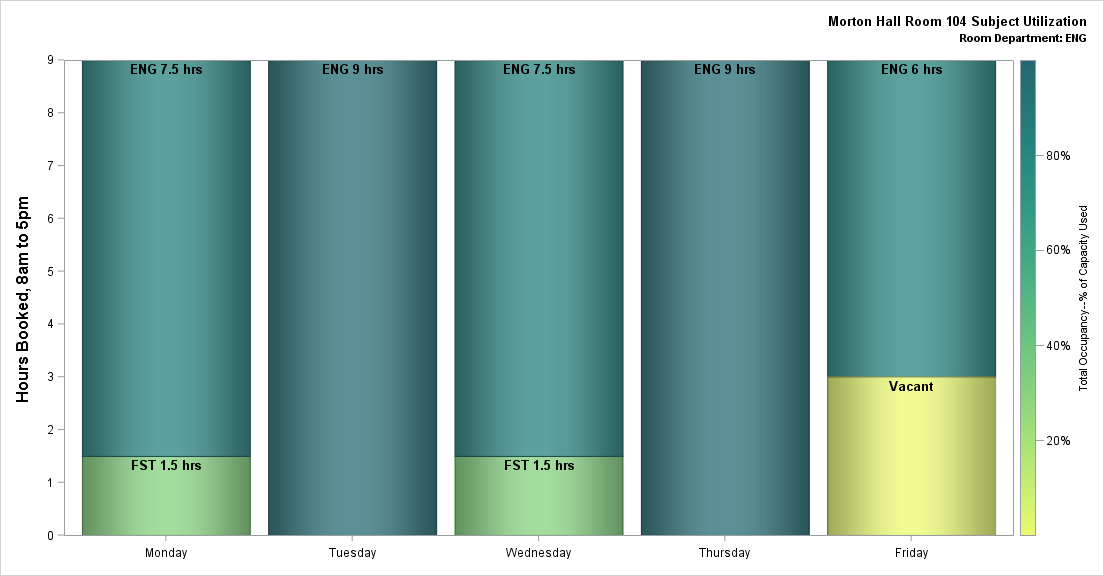 Morton Hall Room 104 Subject Utilization
Room Department: ENG
Hours Booked, 8am to 5pm
9
8
7
6
5
4
3
2
1
0
ENG 7.5 hrs
ENG 9 hrs
ENG 7.5 hrs
ENG 9 hrs
ENG 6 hrs
Vacant
FST 1.5 hrs
FST 1.5 hrs
Monday
Tuesday
Wednesday
Thursday
Friday
80%
60%
40%
20%
Total Occupancy--% of Capacity Used